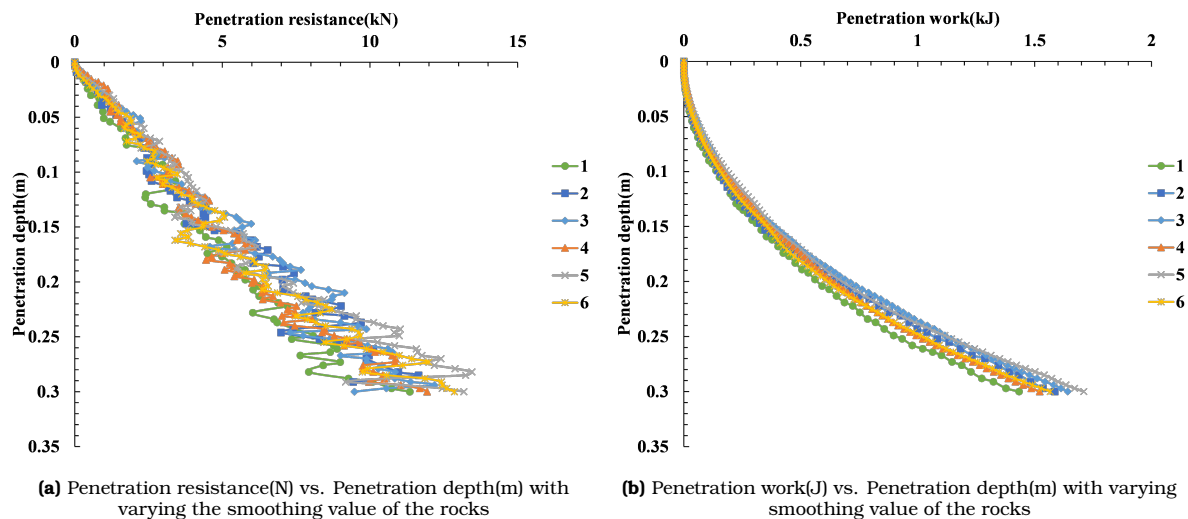 Penetration resistance(kN)
0 5 10 15
0
0.05
0.1
0.15
0.2
0.25
0.3
0.35
Penetration depth(m)
1
2
3
4
5
6
(a) Penetration resistance(N) vs. Penetration depth(m) with
varying the smoothing value of the rocks
Penetration work(kJ)
0 0.5 1 1.5 2
0
0.05
0.1
0.15
0.2
0.25
0.3
0.35
Penetration depth(m)
1
2
3
4
5
6
(b) Penetration work(J) vs. Penetration depth(m) with varying
smoothing value of the rocks